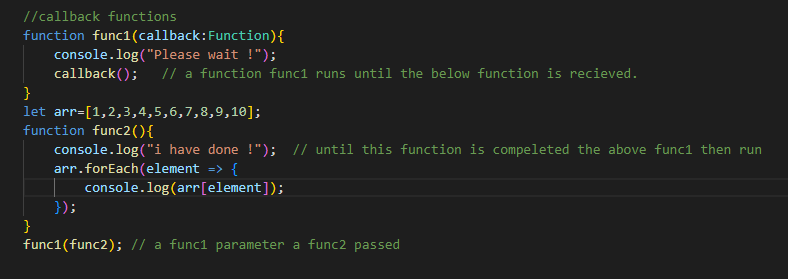 //callback functions
function func1(callback:Function){
    console.log("Please wait !");
    callback();   // a function func1 runs until the below function is recieved.
}
let arr=[1,2,3,4,5,6,7,8,9,10];
function func2(){
    console.log("i have done !");  // until this function is compeleted the above func1 then run
    arr.forEach(element => {
        console.log(arr[element]);
    });
}
func1(func2); // a func1 parameter a func2 passed